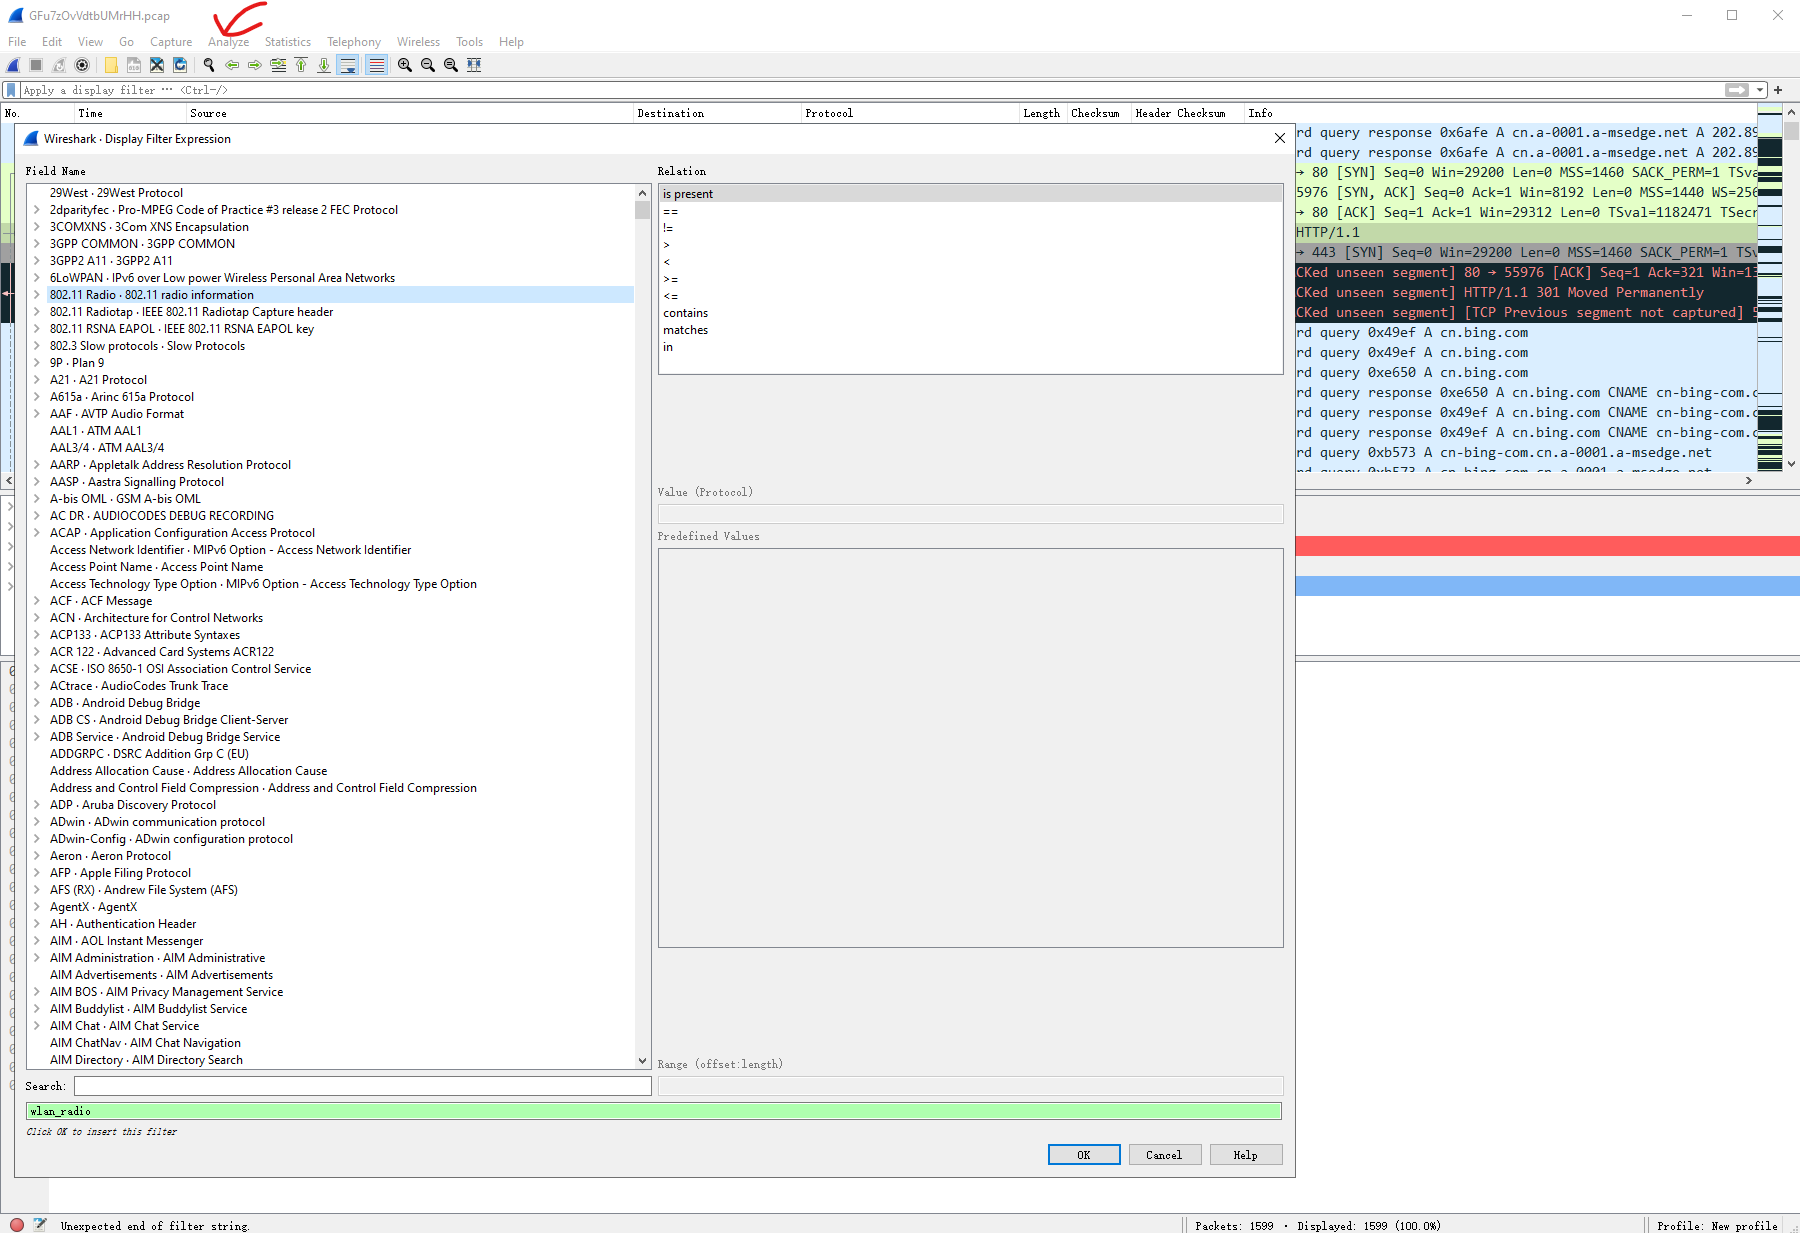 GFu7zOvVdtbUMrHH.pcap
File Edit View Go Capture Analyze Statistics Telephony Wireless Tools Help
Apply a display filter ··· <Ctrl-/>
No. Time Source Destination Protocol Length Checksum Header Checksum Info
Wireshark · Display Filter Expression
Field Name
29West · 29West Protocol
2dparityfec · Pro-MPEG Code of Practice #3 release 2 FEC Protocol
3COMXNS · 3Com XNS Encapsulation
3GPP COMMON · 3GPP COMMON
3GPP2 A11 · 3GPP2 A11
6LoWPAN · IPv6 over Low power Wireless Personal Area Networks
802.11 Radio · 802.11 radio information
802.11 Radiotap · IEEE 802.11 Radiotap Capture header
802.11 RSNA EAPOL · IEEE 802.11 RSNA EAPOL key
802.3 Slow protocols · Slow Protocols
9P · Plan 9
A21 · A21 Protocol
A615a · Arinc 615a Protocol
AAF · AVTP Audio Format
AAL1 · ATM AAL1
AAL3/4 · ATM AAL3/4
AARP · Appletalk Address Resolution Protocol
AASP · Aastra Signalling Protocol
A-bis OML · GSM A-bis OML
AC DR · AUDIOCODES DEBUG RECORDING
ACAP · Application Configuration Access Protocol
Access Network Identifier · MIPv6 Option - Access Network Identifier
Access Point Name · Access Point Name
Access Technology Type Option · MIPv6 Option - Access Technology Type Option
ACF · ACF Message
ACN · Architecture for Control Networks
ACP133 · ACP133 Attribute Syntaxes
ACR 122 · Advanced Card Systems ACR122
ACSE · ISO 8650-1 OSI Association Control Service
ACtrace · AudioCodes Trunk Trace
ADB · Android Debug Bridge
ADB CS · Android Debug Bridge Client-Server
ADB Service · Android Debug Bridge Service
ADDGRPC · DSRC Addition Grp C (EU)
Address Allocation Cause · Address Allocation Cause
Address and Control Field Compression · Address and Control Field Compression
ADP · Aruba Discovery Protocol
ADwin · ADwin communication protocol
ADwin-Config · ADwin configuration protocol
Aeron · Aeron Protocol
AFP · Apple Filing Protocol
AFS (RX) · Andrew File System (AFS)
AgentX · AgentX
AH · Authentication Header
AIM · AOL Instant Messenger
AIM Administration · AIM Administrative
AIM Advertisements · AIM Advertisements
AIM BOS · AIM Privacy Management Service
AIM Buddylist · AIM Buddylist Service
AIM Chat · AIM Chat Service
AIM ChatNav · AIM Chat Navigation
AIM Directory · AIM Directory Search
Search:
wlan_radio
Click OK to insert this filter
Relation
is present
==
!=
>
<
>=
<=
contains
matches
in
Value (Protocol)
Predefined Values
Range (offset:length)
OK Cancel Help
rd query response 0x6afe A cn.a-0001.a-msedge.net A 202.89
rd query response 0x6afe A cn.a-0001.a-msedge.net A 202.89
→ 80 [SYN] Seq=0 Win=29200 Len=0 MSS=1460 SACK_PERM=1 TSva
5976 [SYN, ACK] Seq=0 Ack=1 Win=8192 Len=0 MSS=1440 WS=256
→ 80 [ACK] Seq=1 Ack=1 Win=29312 Len=0 TSval=1182471 TSecr
HTTP/1.1
→ 443 [SYN] Seq=0 Win=29200 Len=0 MSS=1460 SACK_PERM=1 TSv
CKed unseen segment] 80 → 55976 [ACK] Seq=1 Ack=321 Win=13
CKed unseen segment] HTTP/1.1 301 Moved Permanently
CKed unseen segment] [TCP Previous segment not captured] 5
rd query 0x49ef A cn.bing.com
rd query 0x49ef A cn.bing.com
rd query 0xe650 A cn.bing.com
rd query response 0xe650 A cn.bing.com CNAME cn-bing-com.c
rd query response 0x49ef A cn.bing.com CNAME cn-bing-com.c
rd query response 0x49ef A cn.bing.com CNAME cn-bing-com.c
rd query 0xb573 A cn-bing-com.cn.a-0001.a-msedge.net
rd query 0xb573 A cn-bing-com.cn.a-0001.a-msedge.net
Unexpected end of filter string.
Packets: 1599 · Displayed: 1599 (100.0%)
Profile: New profile